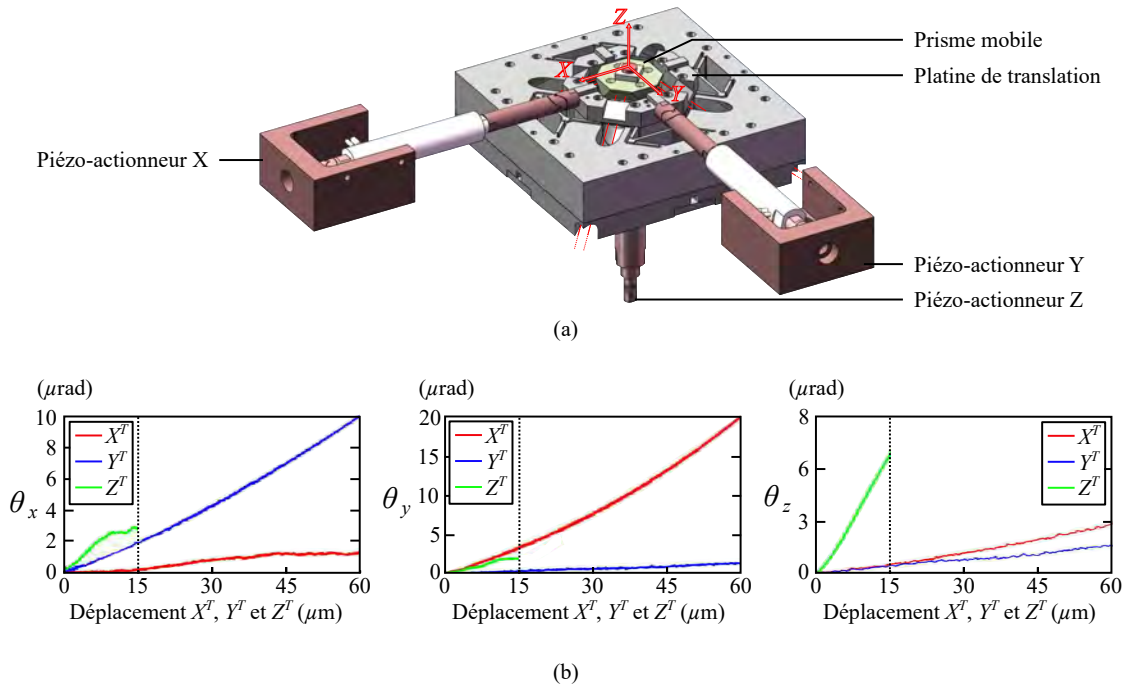 Z
X
Y
Prisme mobile
Platine de translation
Piézo-actionneur X
Piézo-actionneur Y
Piézo-actionneur Z
(a)
(µrad)
10
8
6
4
2
0
θx
X^T
Y^T
Z^T
0 15 30 45 60
Déplacement X^T, Y^T et Z^T (µm)
(µrad)
20
15
10
5
0
θy
X^T
Y^T
Z^T
0 15 30 45 60
Déplacement X^T, Y^T et Z^T (µm)
(µrad)
8
6
3
0
θz
X^T
Y^T
Z^T
0 15 30 45 60
Déplacement X^T, Y^T et Z^T (µm)
(b)